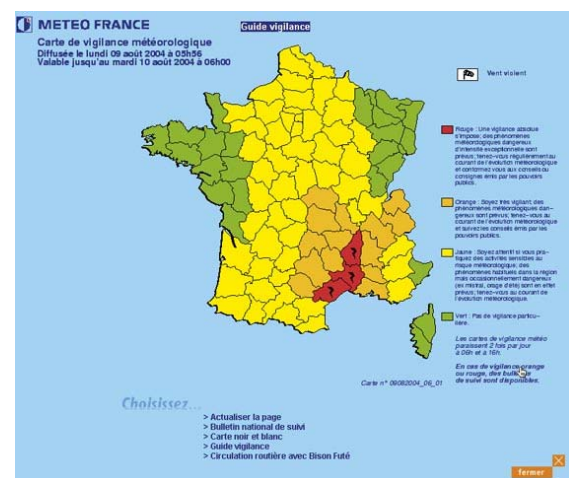 METEO FRANCE
Guide vigilance
Carte de vigilance météorologique
Diffusée le lundi 09 août 2004 à 05h56
Valable jusqu'au mardi 10 août 2004 à 06h00
Vent violent
Rouge : Une vigilance absolue
s'impose; des phénomènes
météorologiques dangereux
d'intensité exceptionnelle sont
prévus; tenez-vous régulièrement au
courant de l'évolution météorologique
et conformez vous aux conseils ou
consignes émis par les pouvoirs
publics.
Orange : Soyez très vigilant; des
phénomènes météorologiques dan-
gereux sont prévus; tenez-vous au
courant de l'évolution météorologique
et suivez les conseils émis par les
pouvoirs publics.
Jaune : Soyez attentif si vous pra-
tiquez des activités sensibles au
risque météorologique; des
phénomènes habituels dans la région
mais occasionnellement dangereux
(ex mistral, orage d'été) sont en effet
prévus; tenez-vous au courant de
l'évolution météorologique.
Vert : Pas de vigilance particu-
lière.
Les cartes de vigilance météo
paraissent 2 fois par jour
à 06h et à 16h.
En cas de vigilance orange
ou rouge, des bulletins
de suivi sont disponibles.
Carte n° 09082004_06_01
Choisissez...
> Actualiser la page
> Bulletin national de suivi
> Carte noir et blanc
> Guide vigilance
> Circulation routière avec Bison Futé
fermer